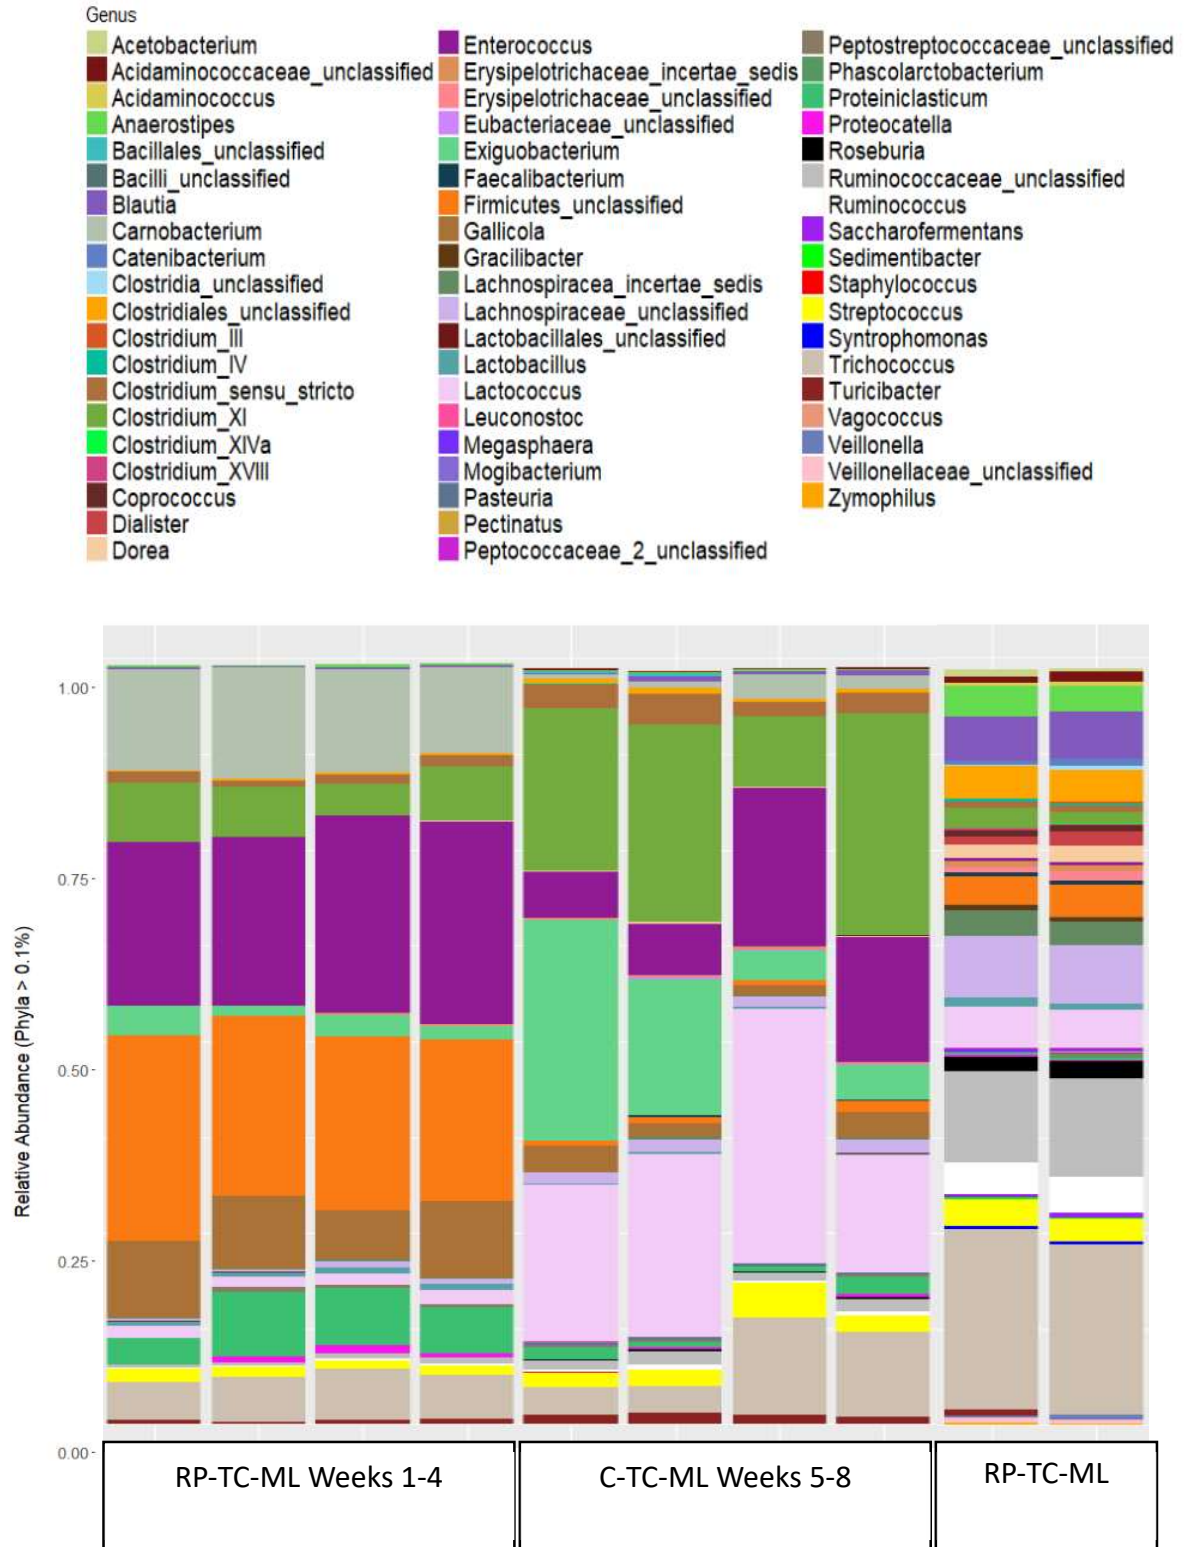 Genus
Acetobacterium
Acidaminococcaceae_unclassified
Acidaminococcus
Anaerostipes
Bacillales_unclassified
Bacilli_unclassified
Blautia
Carnobacterium
Catenibacterium
Clostridia_unclassified
Clostridiales_unclassified
Clostridium_III
Clostridium_IV
Clostridium_sensu_stricto
Clostridium_XI
Clostridium_XIVa
Clostridium_XVIII
Coprococcus
Dialister
Dorea
Enterococcus
Erysipelotrichaceae_incertae_sedis
Erysipelotrichaceae_unclassified
Eubacteriaceae_unclassified
Exiguobacterium
Faecalibacterium
Firmicutes_unclassified
Gallicola
Gracilibacter
Lachnospiracea_incertae_sedis
Lachnospiraceae_unclassified
Lactobacillales_unclassified
Lactobacillus
Lactococcus
Leuconostoc
Megasphaera
Mogibacterium
Pasteuria
Pectinatus
Peptococcaceae_2_unclassified
Peptostreptococcaceae_unclassified
Phascolarctobacterium
Proteiniclasticum
Proteocatella
Roseburia
Ruminococcaceae_unclassified
Ruminococcus
Saccharofermentans
Sedimentibacter
Staphylococcus
Streptococcus
Syntrophomonas
Trichococcus
Turicibacter
Vagococcus
Veillonella
Veillonellaceae_unclassified
Zymophilus
Relative Abundance (Phyla > 0.1%)
1.00
0.75
0.50
0.25
0.00
RP-TC-ML Weeks 1-4
C-TC-ML Weeks 5-8
RP-TC-ML